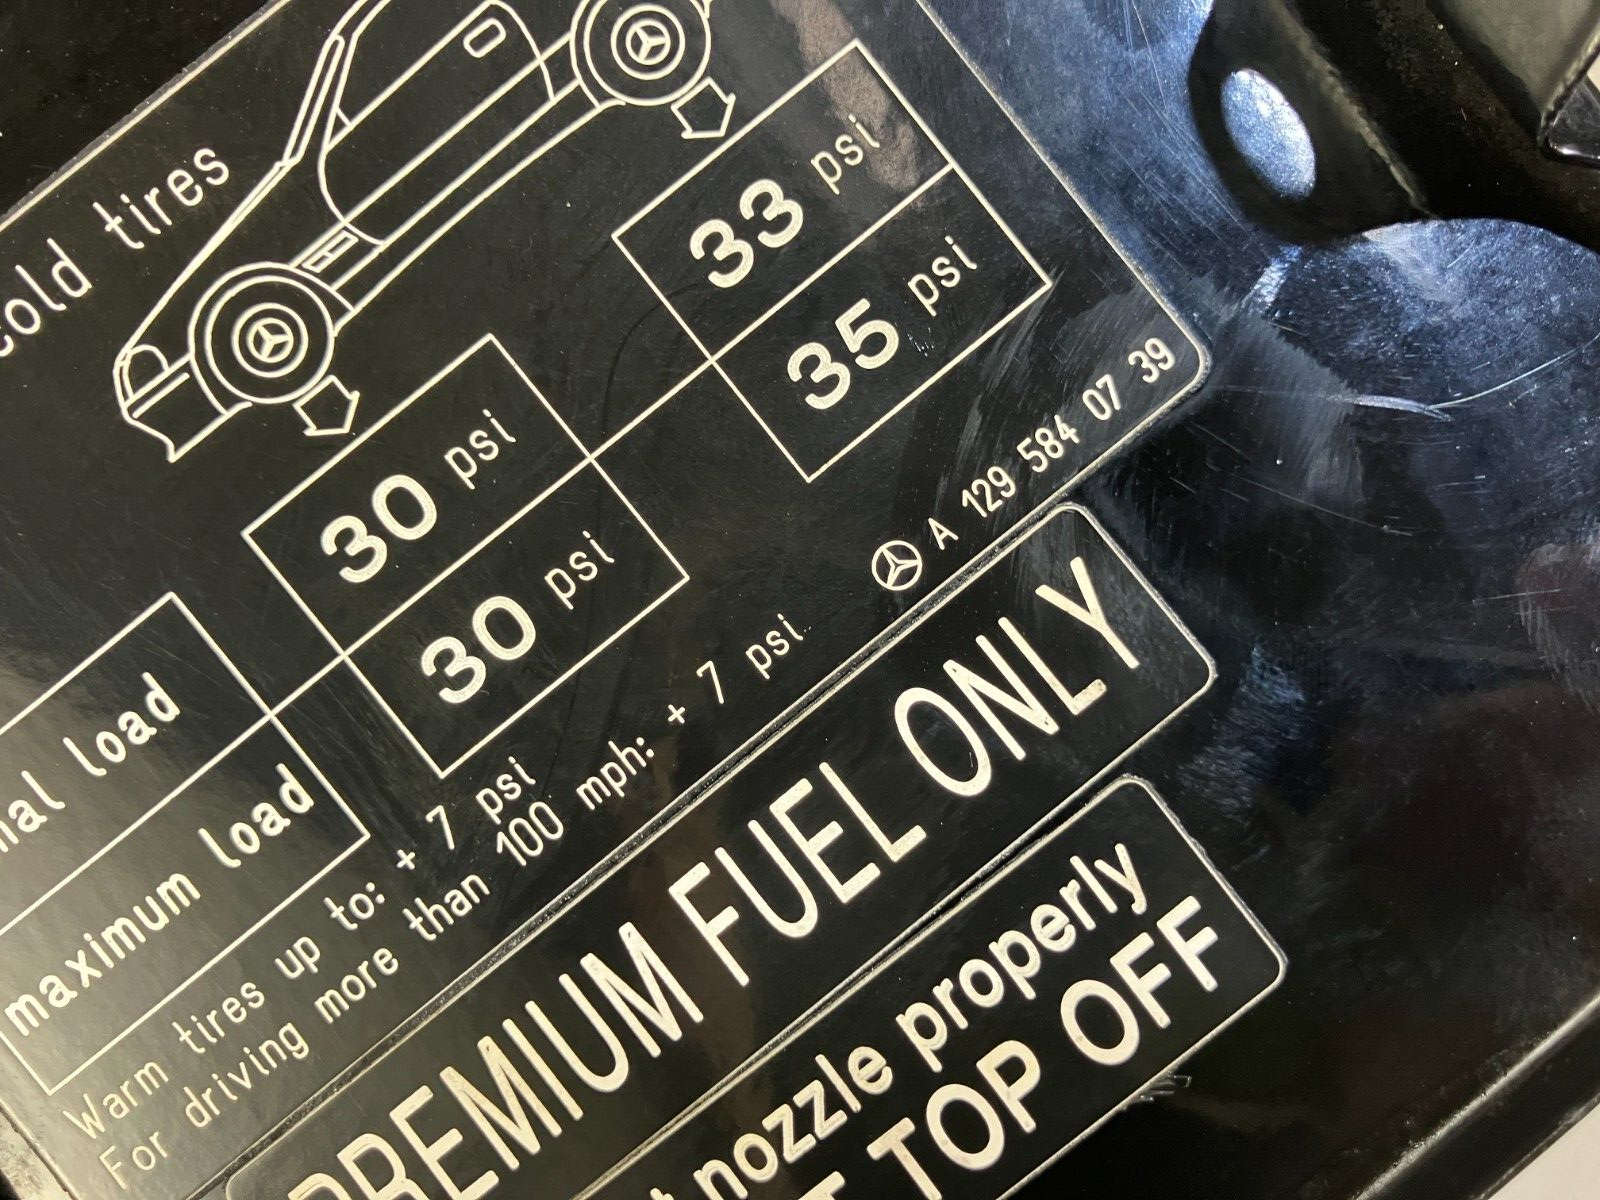 cold tires
33 psi
30 psi
load
35 psi
30 psi
maximum load
Warm tires up to: + 7 psi
For driving more than 100 mph: + 7 psi
A 129 584 07 39
PREMIUM FUEL ONLY
nozzle properly
TOP OFF